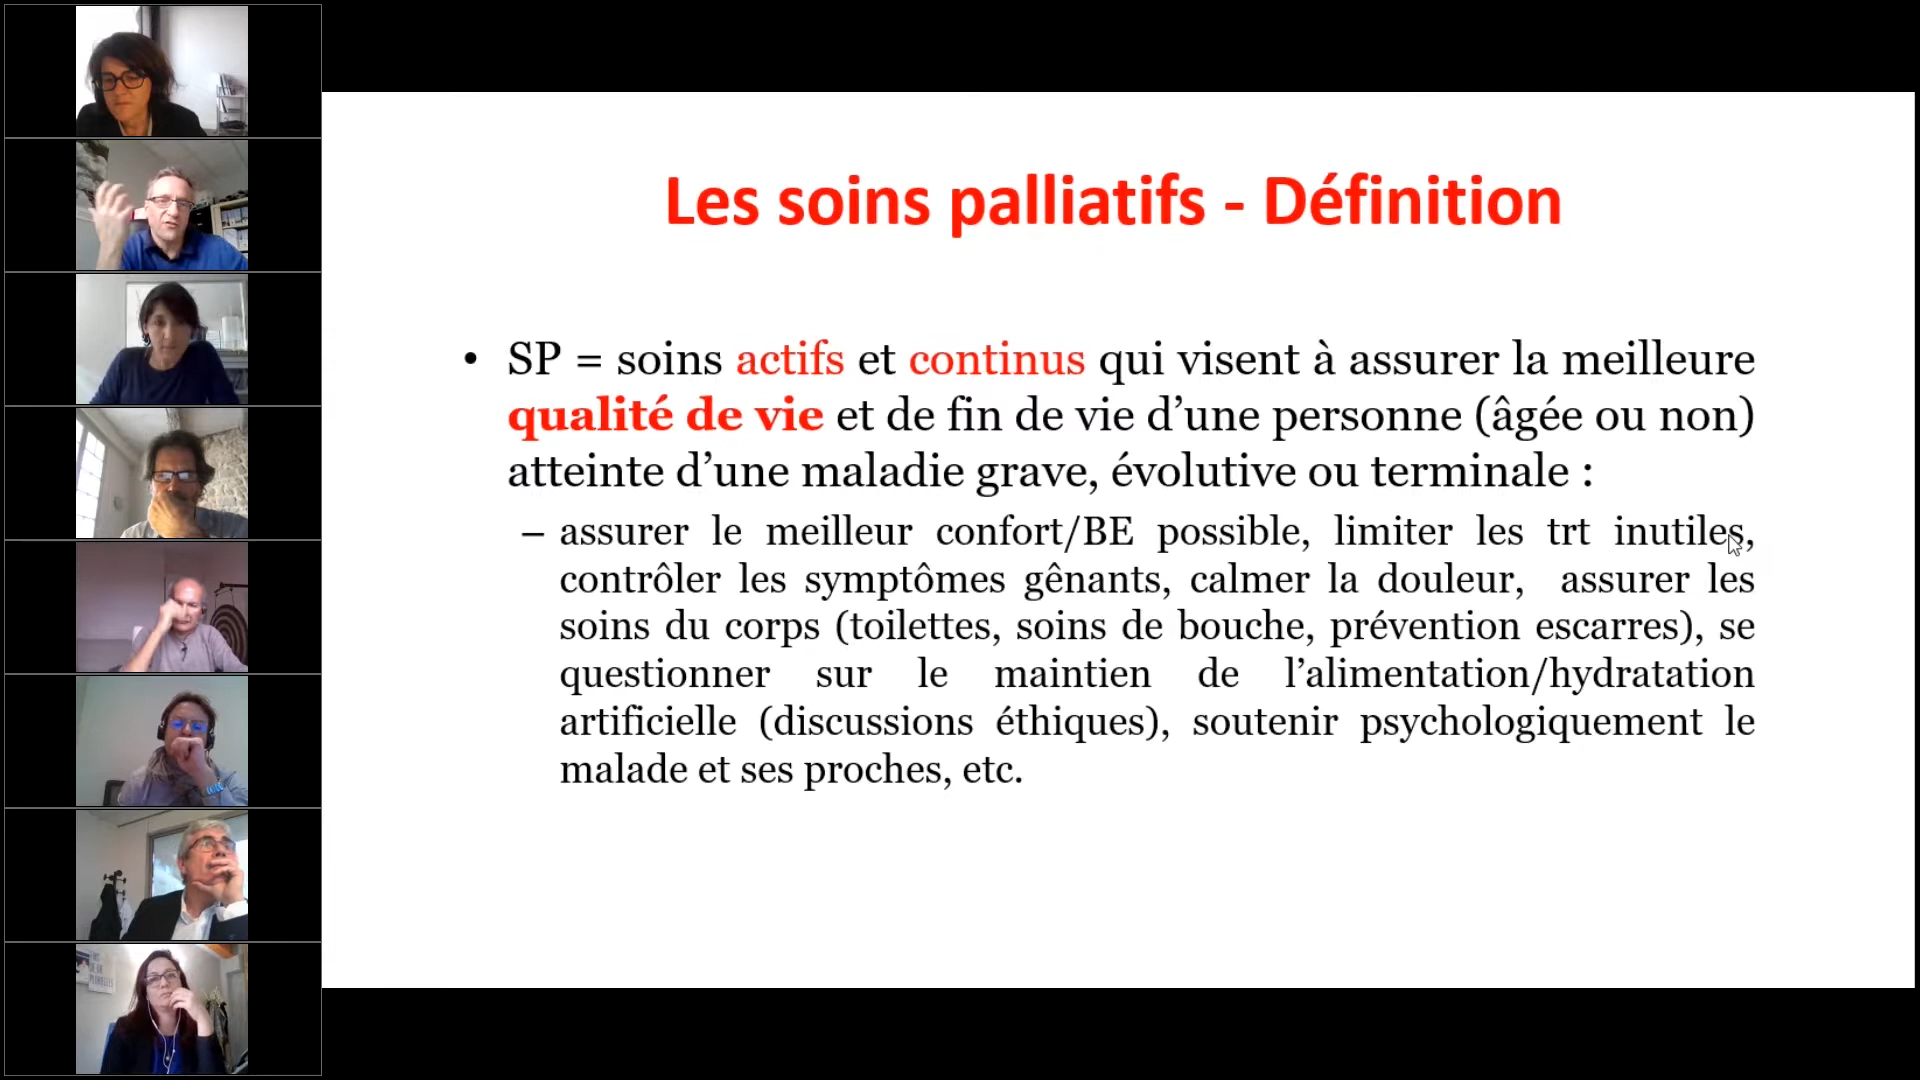 Les soins palliatifs - Définition
• SP = soins actifs et continus qui visent à assurer la meilleure
qualité de vie et de fin de vie d’une personne (âgée ou non)
atteinte d’une maladie grave, évolutive ou terminale :
– assurer le meilleur confort/BE possible, limiter les trt inutiles,
contrôler les symptômes gênants, calmer la douleur, assurer les
soins du corps (toilettes, soins de bouche, prévention escarres), se
questionner sur le maintien de l’alimentation/hydratation
artificielle (discussions éthiques), soutenir psychologiquement le
malade et ses proches, etc.